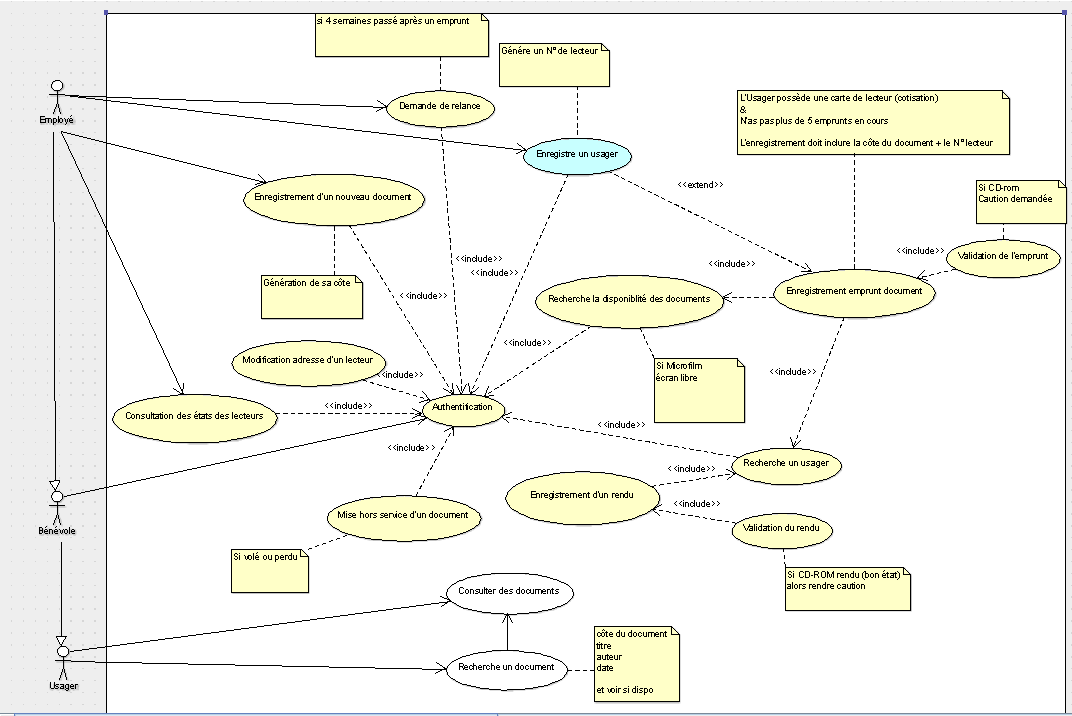 si 4 semaines passé après un emprunt
Génére un N° de lecteur
Employé
Demande de relance
L'Usager possède une carte de lecteur (cotisation)
&
N'as pas plus de 5 emprunts en cours
L'enregistrement doit inclure la côte du document + le N° lecteur
Enregistre un usager
<<extend>>
Si CD-rom
Caution demandée
Enregistrement d'un nouveau document
<<include>>
Validation de l'emprunt
<<include>>
<<include>>
<<include>>
Génération de sa côte
<<include>>
Recherche la disponiblité des documents
Enregistrement emprunt document
<<include>>
Modification adresse d'un lecteur
<<include>>
Si Microfilm
écran libre
<<include>>
Consultation des états des lecteurs
<<include>>
Authentification
<<include>>
<<include>>
Recherche un usager
<<include>>
Enregistrement d'un rendu
<<include>>
Bénévole
Mise hors service d'un document
Validation du rendu
Si volé ou perdu
Si CD-ROM rendu (bon état)
alors rendre caution
Consulter des documents
côte du document
titre
auteur
date
et voir si dispo
Recherche un document
Usager